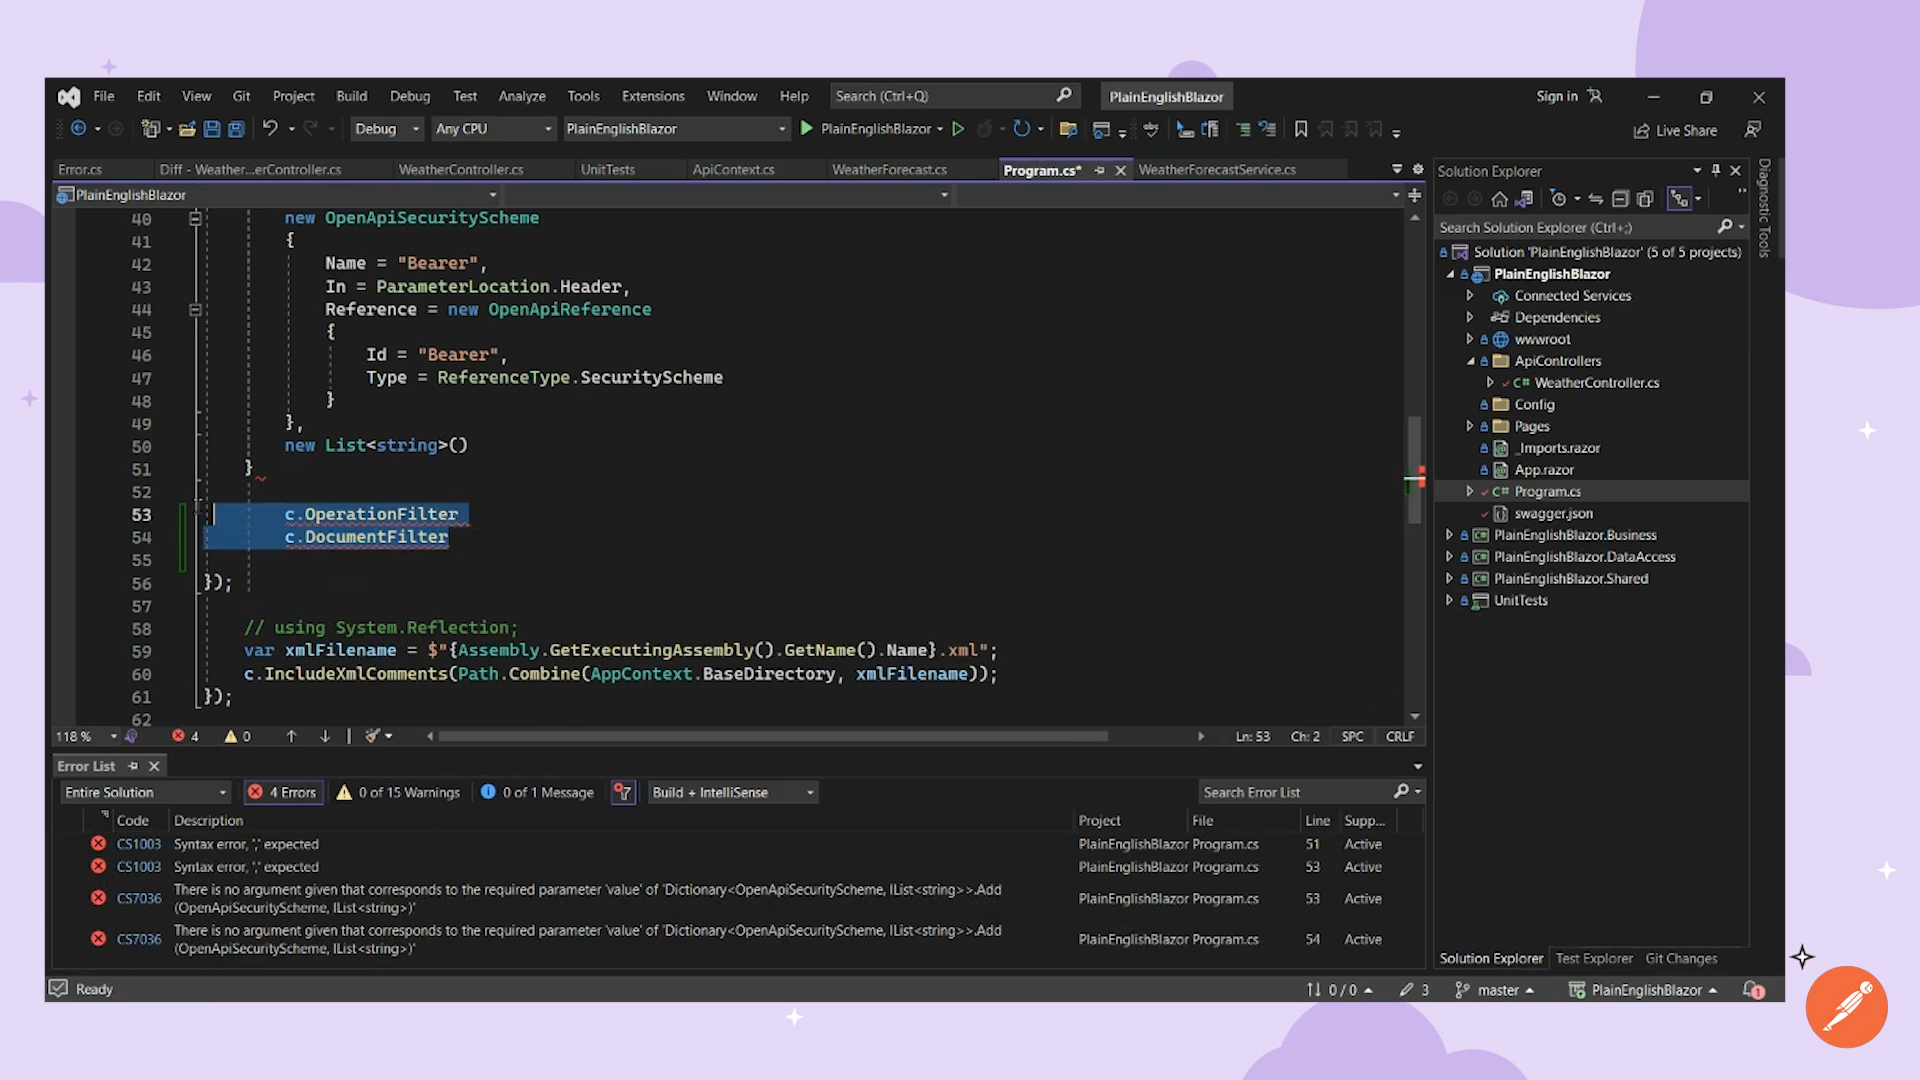 File Edit View Git Project Build Debug Test Analyze Tools Extensions Window Help Search (Ctrl+Q) PlainEnglishBlazor Sign in
Debug Any CPU PlainEnglishBlazor PlainEnglishBlazor Live Share
Error.cs Diff - Weather...erController.cs WeatherController.cs UnitTests ApiContext.cs WeatherForecast.cs Program.cs* WeatherForecastService.cs
PlainEnglishBlazor
40 new OpenApiSecurityScheme
41 {
42 Name = "Bearer",
43 In = ParameterLocation.Header,
44 Reference = new OpenApiReference
45 {
46 Id = "Bearer",
47 Type = ReferenceType.SecurityScheme
48 }
49 },
50 new List<string>()
51 }
52
53 c.OperationFilter
54 c.DocumentFilter
55
56 });
57
58 // using System.Reflection;
59 var xmlFilename = $"{Assembly.GetExecutingAssembly().GetName().Name}.xml";
60 c.IncludeXmlComments(Path.Combine(AppContext.BaseDirectory, xmlFilename));
61 });
62
118 % 4 0 Ln: 53 Ch: 2 SPC CRLF
Error List
Entire Solution 4 Errors 0 of 15 Warnings 0 of 1 Message Build + IntelliSense Search Error List
Code Description Project File Line Supp...
CS1003 Syntax error, ',' expected PlainEnglishBlazor Program.cs 51 Active
CS1003 Syntax error, ',' expected PlainEnglishBlazor Program.cs 53 Active
CS7036 There is no argument given that corresponds to the required parameter 'value' of 'Dictionary<OpenApiSecurityScheme, IList<string>>.Add
(OpenApiSecurityScheme, IList<string>)' PlainEnglishBlazor Program.cs 53 Active
CS7036 There is no argument given that corresponds to the required parameter 'value' of 'Dictionary<OpenApiSecurityScheme, IList<string>>.Add
(OpenApiSecurityScheme, IList<string>)' PlainEnglishBlazor Program.cs 54 Active
Solution Explorer
Search Solution Explorer (Ctrl+;)
Solution 'PlainEnglishBlazor' (5 of 5 projects)
PlainEnglishBlazor
Connected Services
Dependencies
wwwroot
ApiControllers
C# WeatherController.cs
Config
Pages
_Imports.razor
App.razor
C# Program.cs
swagger.json
PlainEnglishBlazor.Business
PlainEnglishBlazor.DataAccess
PlainEnglishBlazor.Shared
UnitTests
Solution Explorer Test Explorer Git Changes
Diagnostic Tools
Ready 0 / 0 3 master PlainEnglishBlazor 1